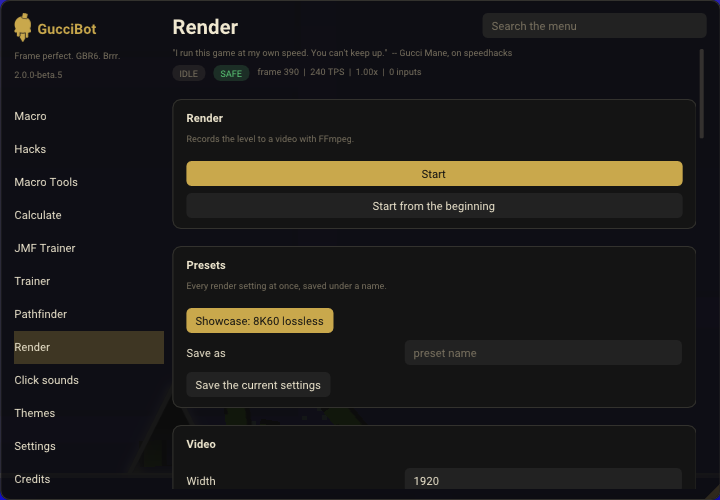 GucciBot
Frame perfect. GBR6. Brrr.
2.0.0-beta.5
Macro
Hacks
Macro Tools
Calculate
JMF Trainer
Trainer
Pathfinder
Render
Click sounds
Themes
Settings
Credits
Render
Search the menu
"I run this game at my own speed. You can't keep up." -- Gucci Mane, on speedhacks
IDLE SAFE frame 390 | 240 TPS | 1.00x | 0 inputs
Render
Records the level to a video with FFmpeg.
Start
Start from the beginning
Presets
Every render setting at once, saved under a name.
Showcase: 8K60 lossless
Save as preset name
Save the current settings
Video
Width 1920